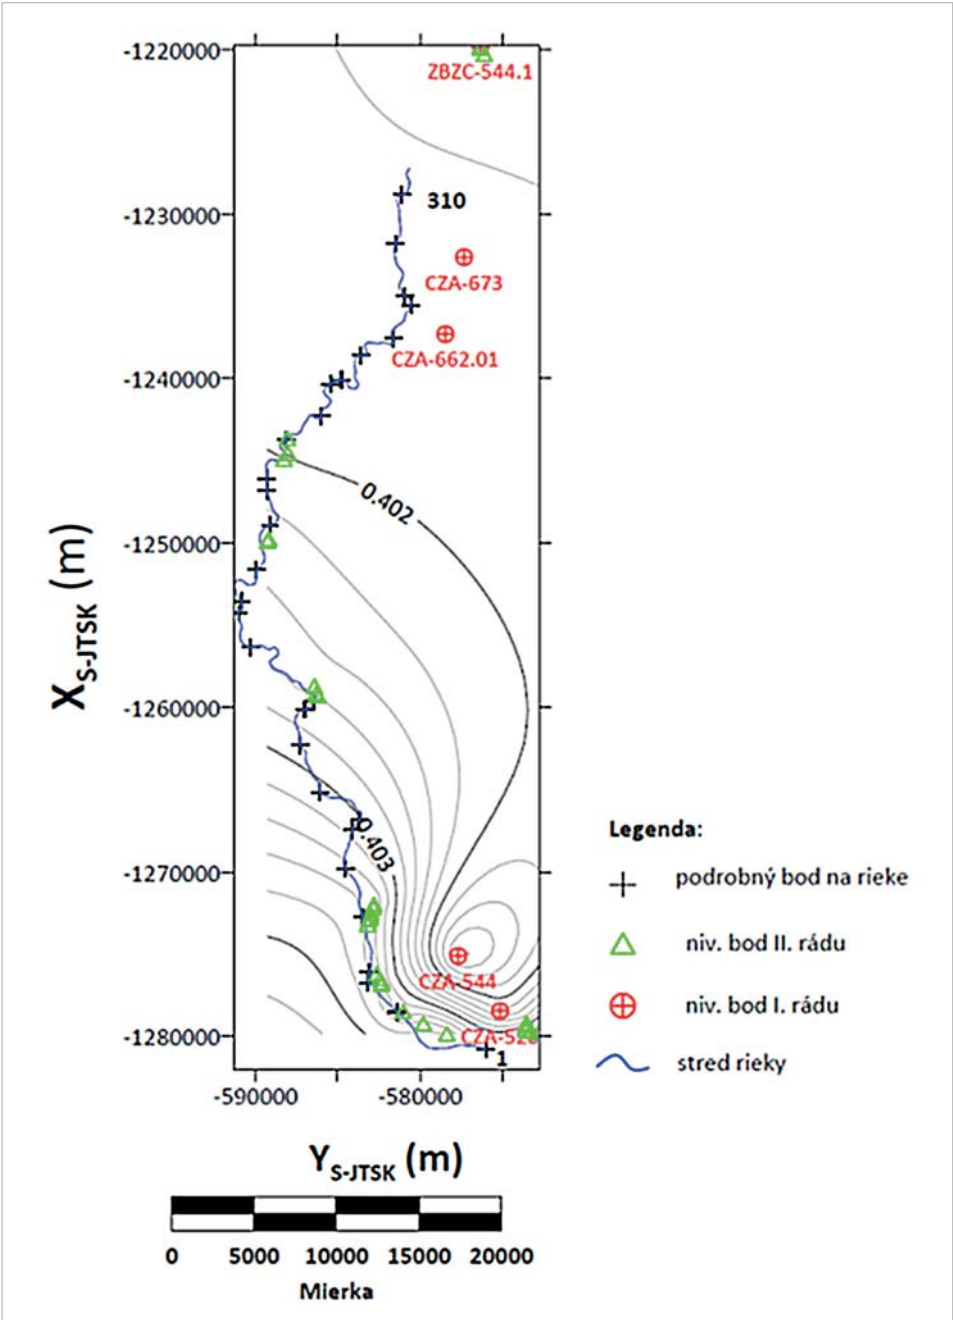 -1220000
ZBZC-544.1
-1230000
310
CZA-673
CZA-662.01
-1240000
0.402
-1250000
X S-JTSK (m)
-1260000
0.403
-1270000
CZA-544
-1280000
1
-590000
-580000
Y S-JTSK (m)
0 5000 10000 15000 20000
Mierka
Legenda:
podrobný bod na rieke
niv. bod II. rádu
niv. bod I. rádu
stred rieky